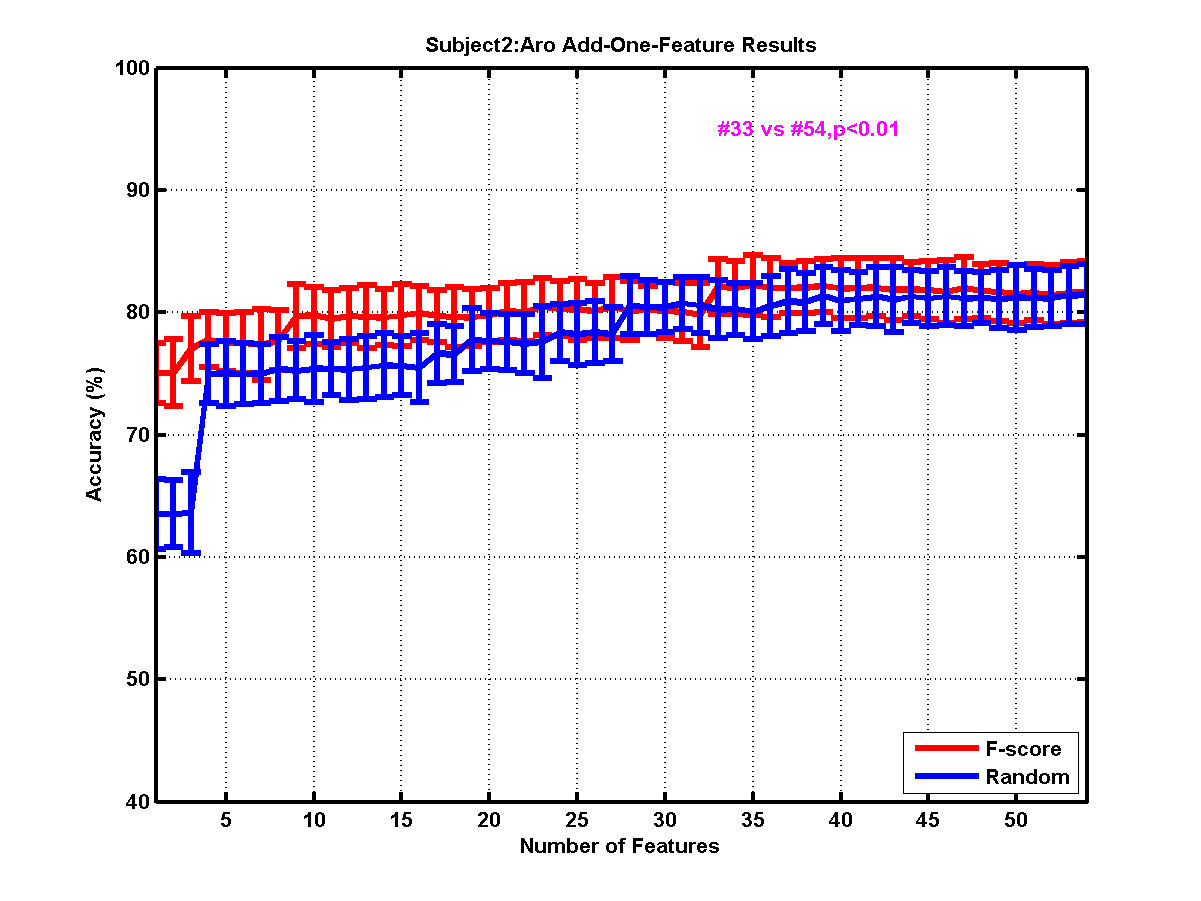 Subject2:Aro Add-One-Feature Results
100
90
80
70
60
50
40
#33 vs #54,p<0.01
Accuracy (%)
F-score
Random
5 10 15 20 25 30 35 40 45 50
Number of Features